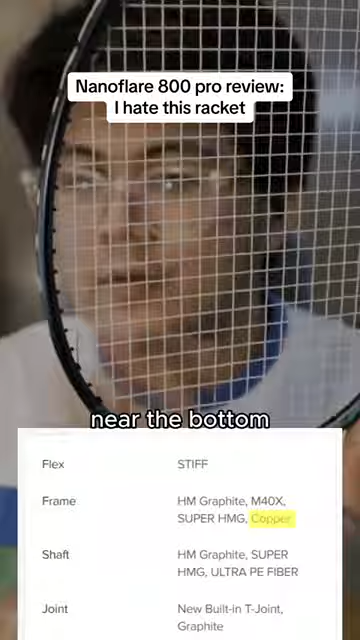 Nanoflare 800 pro review:
I hate this racket
near the bottom
Flex STIFF
Frame HM Graphite, M40X,
SUPER HMG, Copper
Shaft HM Graphite, SUPER
HMG, ULTRA PE FIBER
Joint New Built-in T-Joint,
Graphite